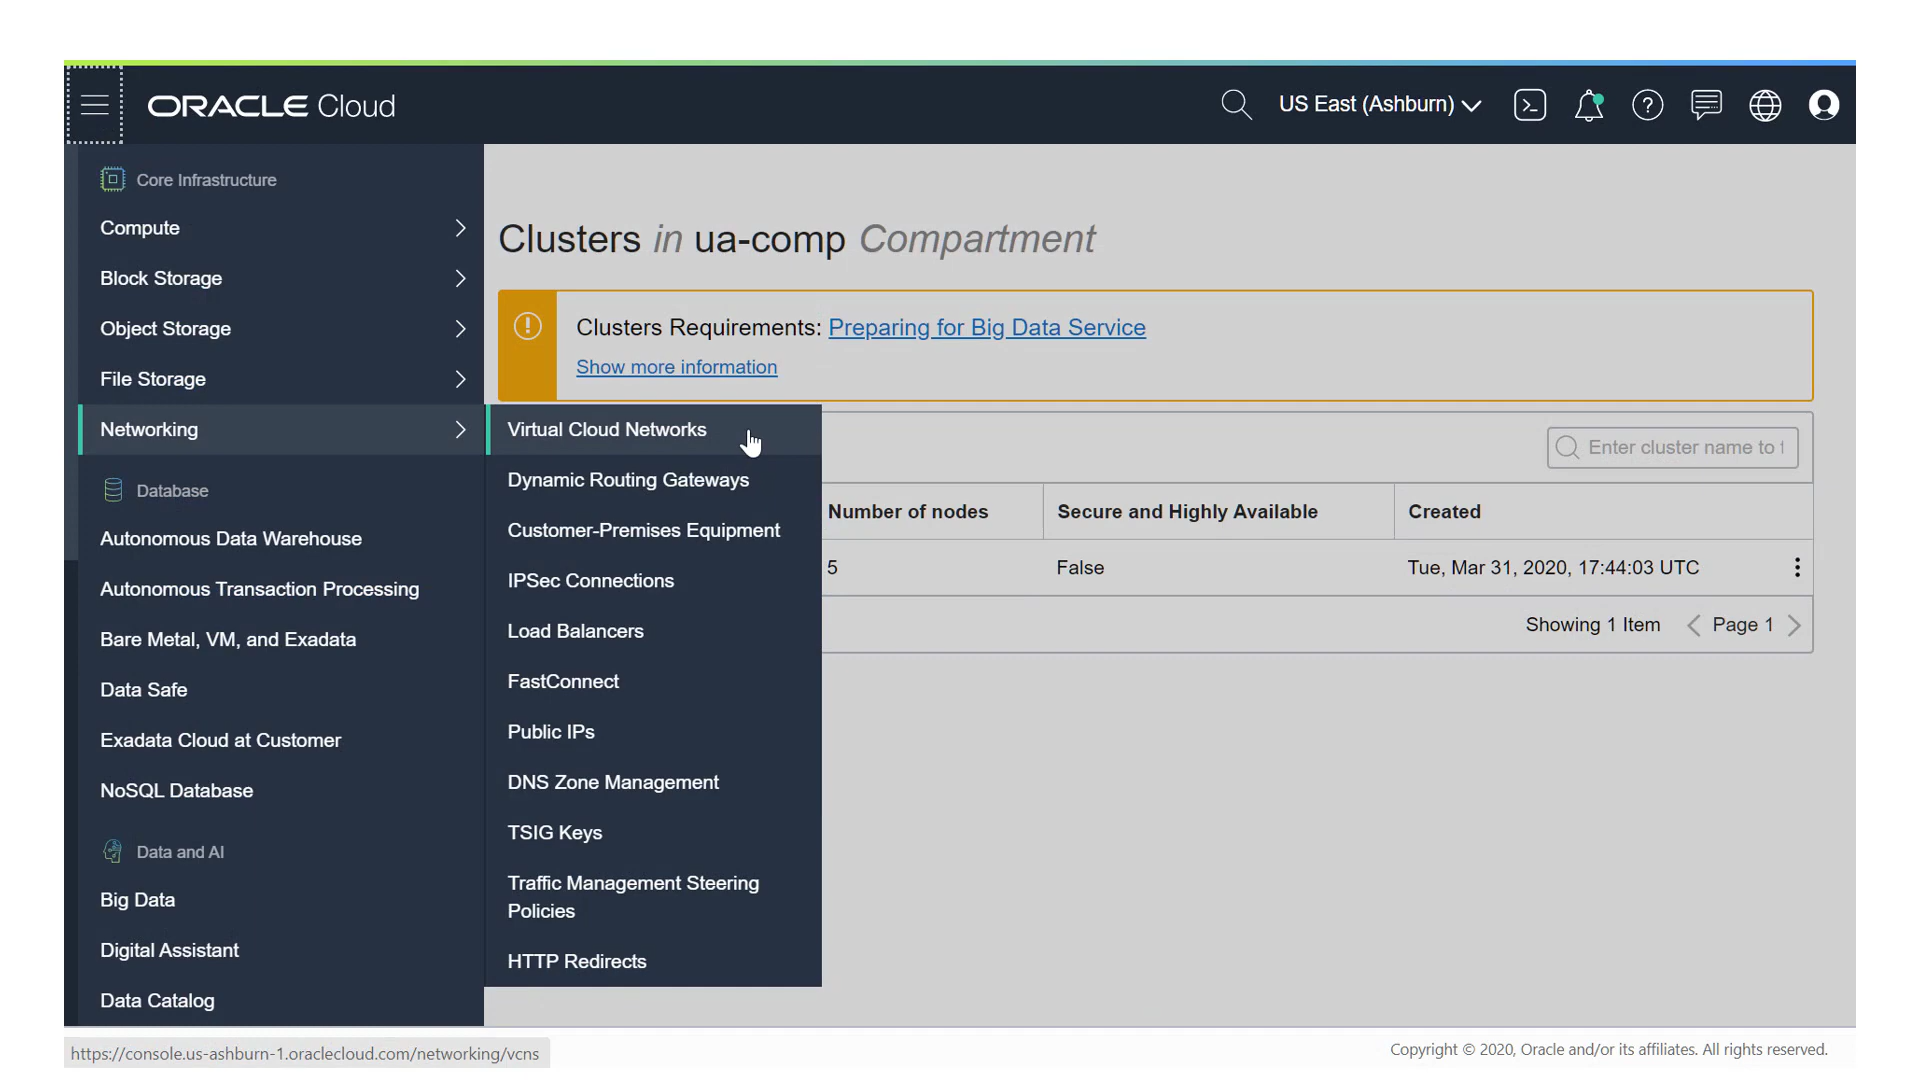 ORACLE Cloud
US East (Ashburn)
Core Infrastructure
Compute
Block Storage
Object Storage
File Storage
Networking
Database
Autonomous Data Warehouse
Autonomous Transaction Processing
Bare Metal, VM, and Exadata
Data Safe
Exadata Cloud at Customer
NoSQL Database
Data and AI
Big Data
Digital Assistant
Data Catalog
Virtual Cloud Networks
Dynamic Routing Gateways
Customer-Premises Equipment
IPSec Connections
Load Balancers
FastConnect
Public IPs
DNS Zone Management
TSIG Keys
Traffic Management Steering
Policies
HTTP Redirects
Clusters in ua-comp Compartment
Clusters Requirements: Preparing for Big Data Service
Show more information
Enter cluster name to
Number of nodes Secure and Highly Available Created
5 False Tue, Mar 31, 2020, 17:44:03 UTC
Showing 1 Item Page 1
https://console.us-ashburn-1.oraclecloud.com/networking/vcns
Copyright © 2020, Oracle and/or its affiliates. All rights reserved.